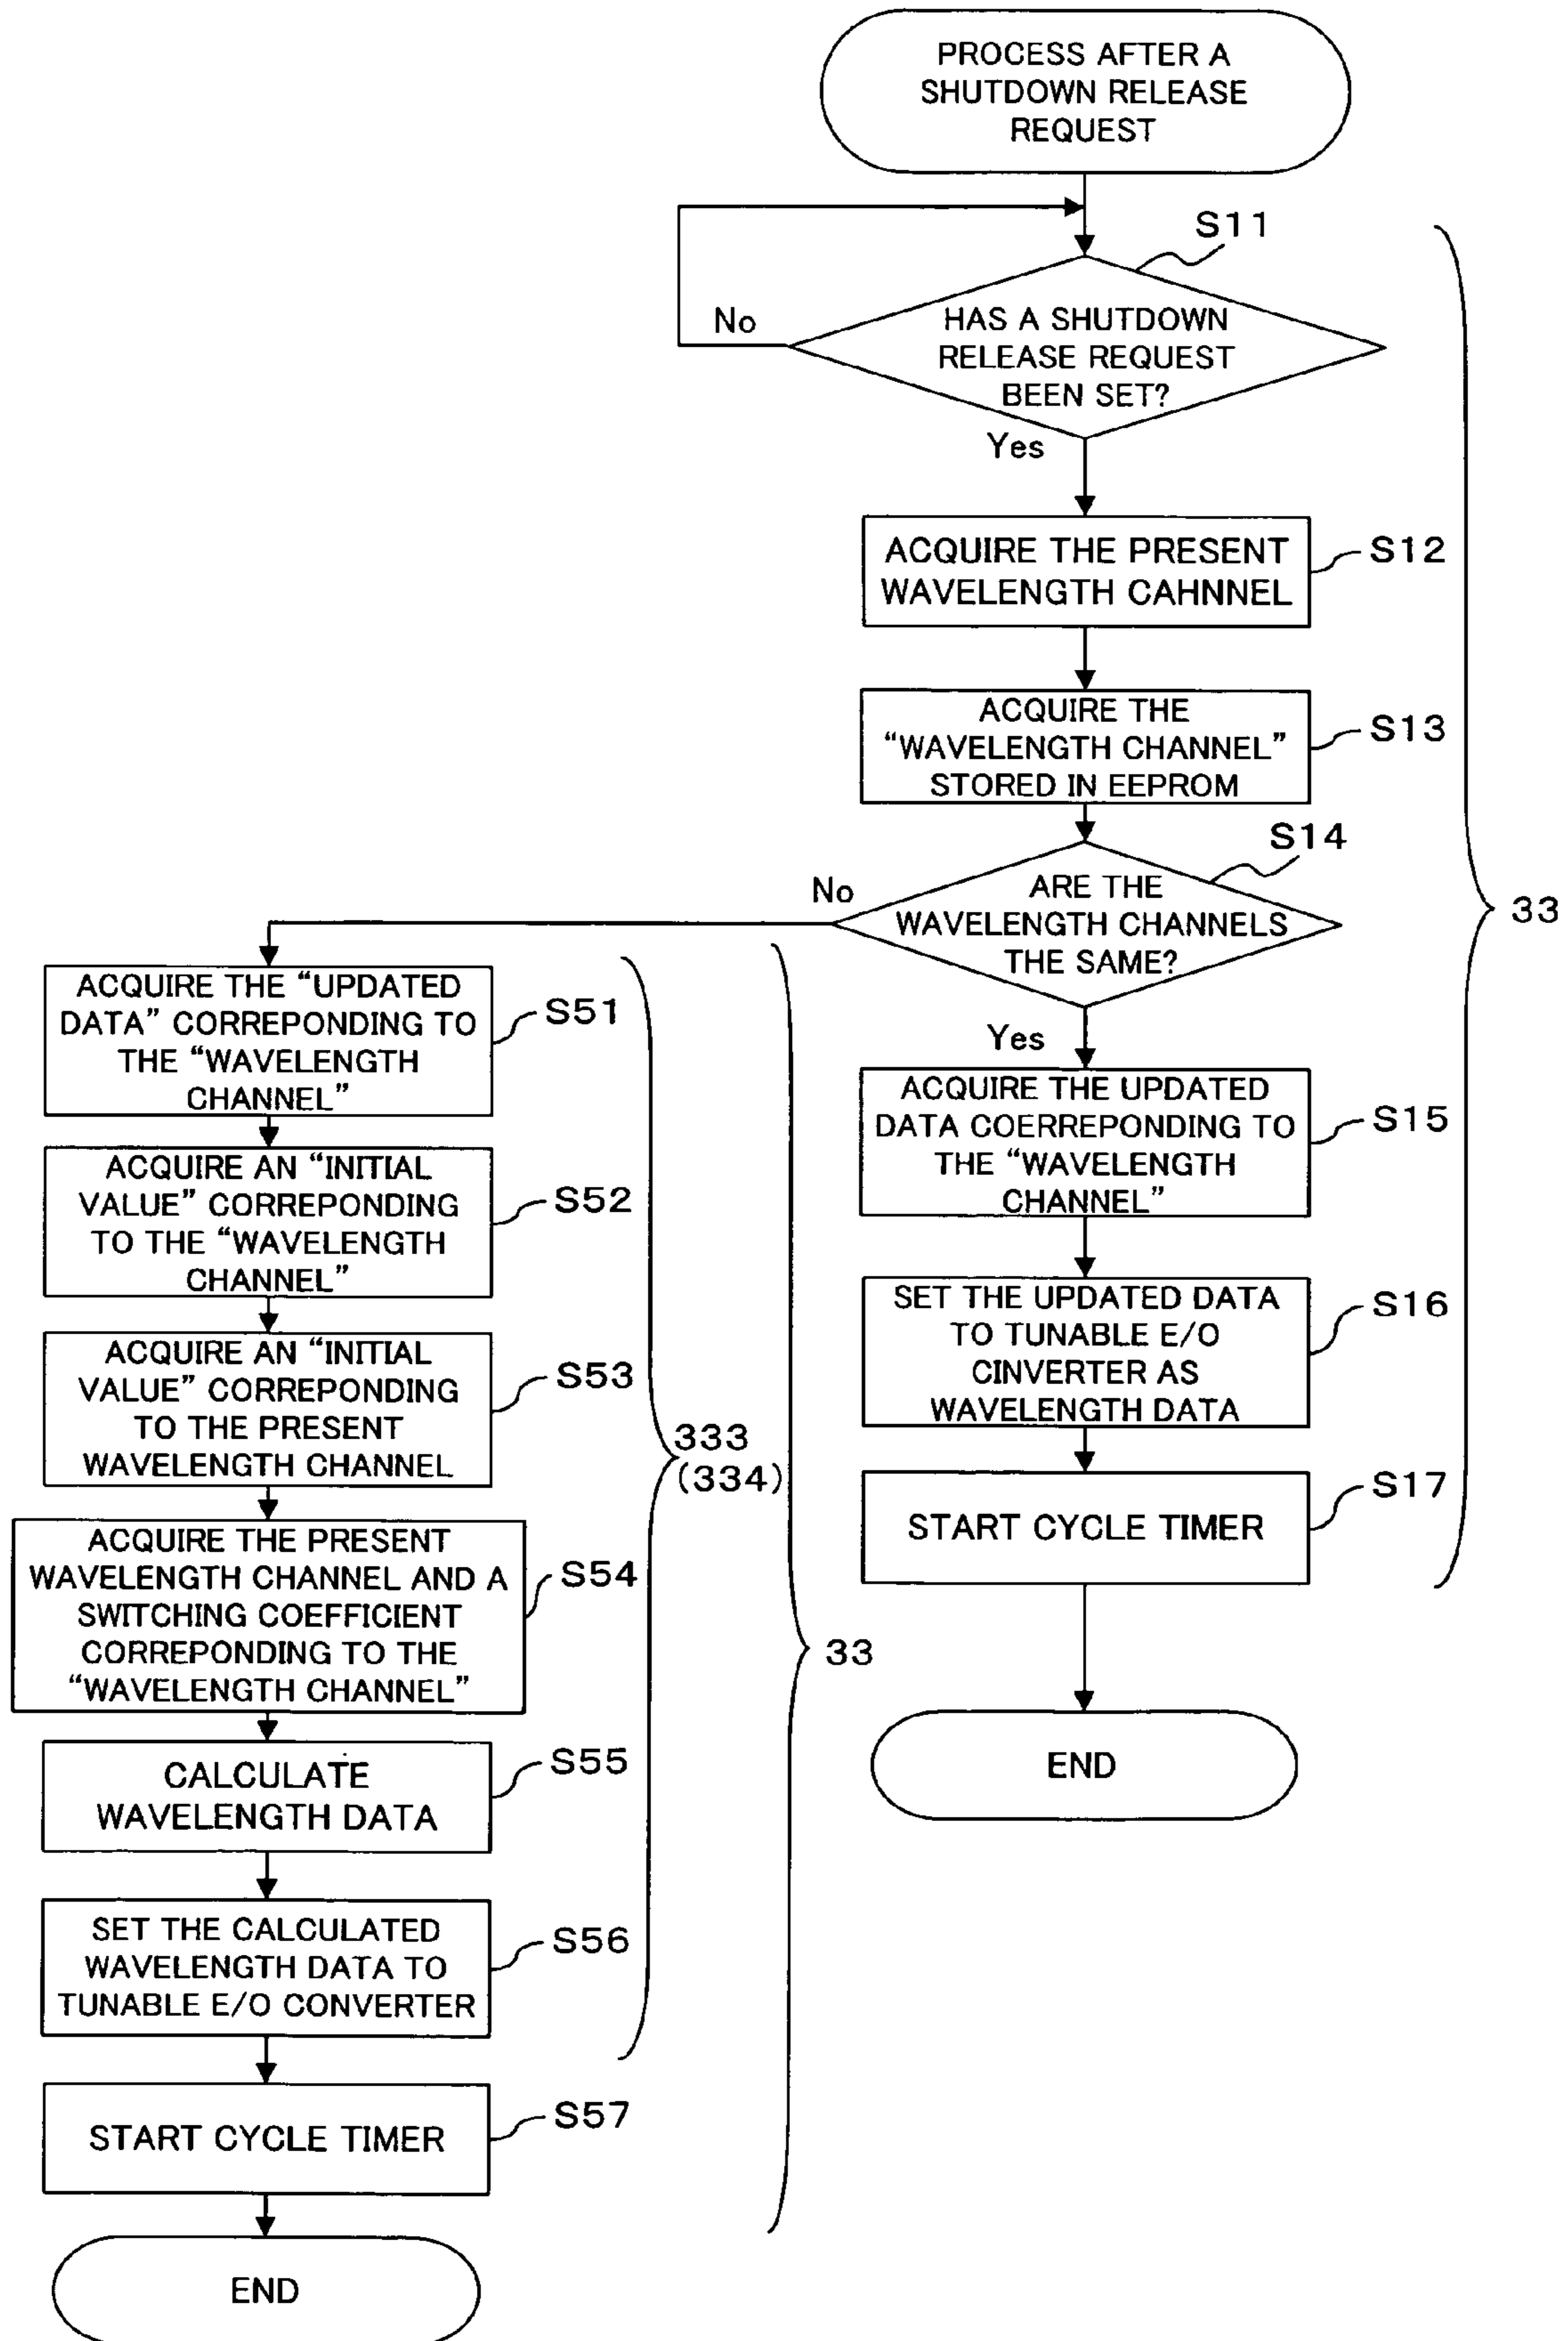 PROCESS AFTER A
SHUTDOWN RELEASE
REQUEST
S11
No
HAS A SHUTDOWN
RELEASE REQUEST
BEEN SET?
Yes
ACQUIRE THE PRESENT
WAVELENGTH CAHNNEL
S12
ACQUIRE THE
“WAVELENGTH CHANNEL”
STORED IN EEPROM
S13
S14
No
ARE THE
WAVELENGTH CHANNELS
THE SAME?
33
Yes
ACQUIRE THE UPDATED
DATA COERREPONDING TO
THE “WAVELENGTH
CHANNEL”
S15
SET THE UPDATED DATA
TO TUNABLE E/O
CINVERTER AS
WAVELENGTH DATA
S16
START CYCLE TIMER
S17
END
ACQUIRE THE “UPDATED
DATA” CORREPONDING TO
THE “WAVELENGTH
CHANNEL”
S51
ACQUIRE AN “INITIAL
VALUE” CORREPONDING
TO THE “WAVELENGTH
CHANNEL”
S52
ACQUIRE AN “INITIAL
VALUE” CORREPONDING
TO THE PRESENT
WAVELENGTH CHANNEL
S53
333
(334)
ACQUIRE THE PRESENT
WAVELENGTH CHANNEL AND A
SWITCHING COEFFICIENT
CORREPONDING TO THE
“WAVELENGTH CHANNEL”
S54
33
CALCULATE
WAVELENGTH DATA
S55
SET THE CALCULATED
WAVELENGTH DATA TO
TUNABLE E/O CONVERTER
S56
START CYCLE TIMER
S57
END